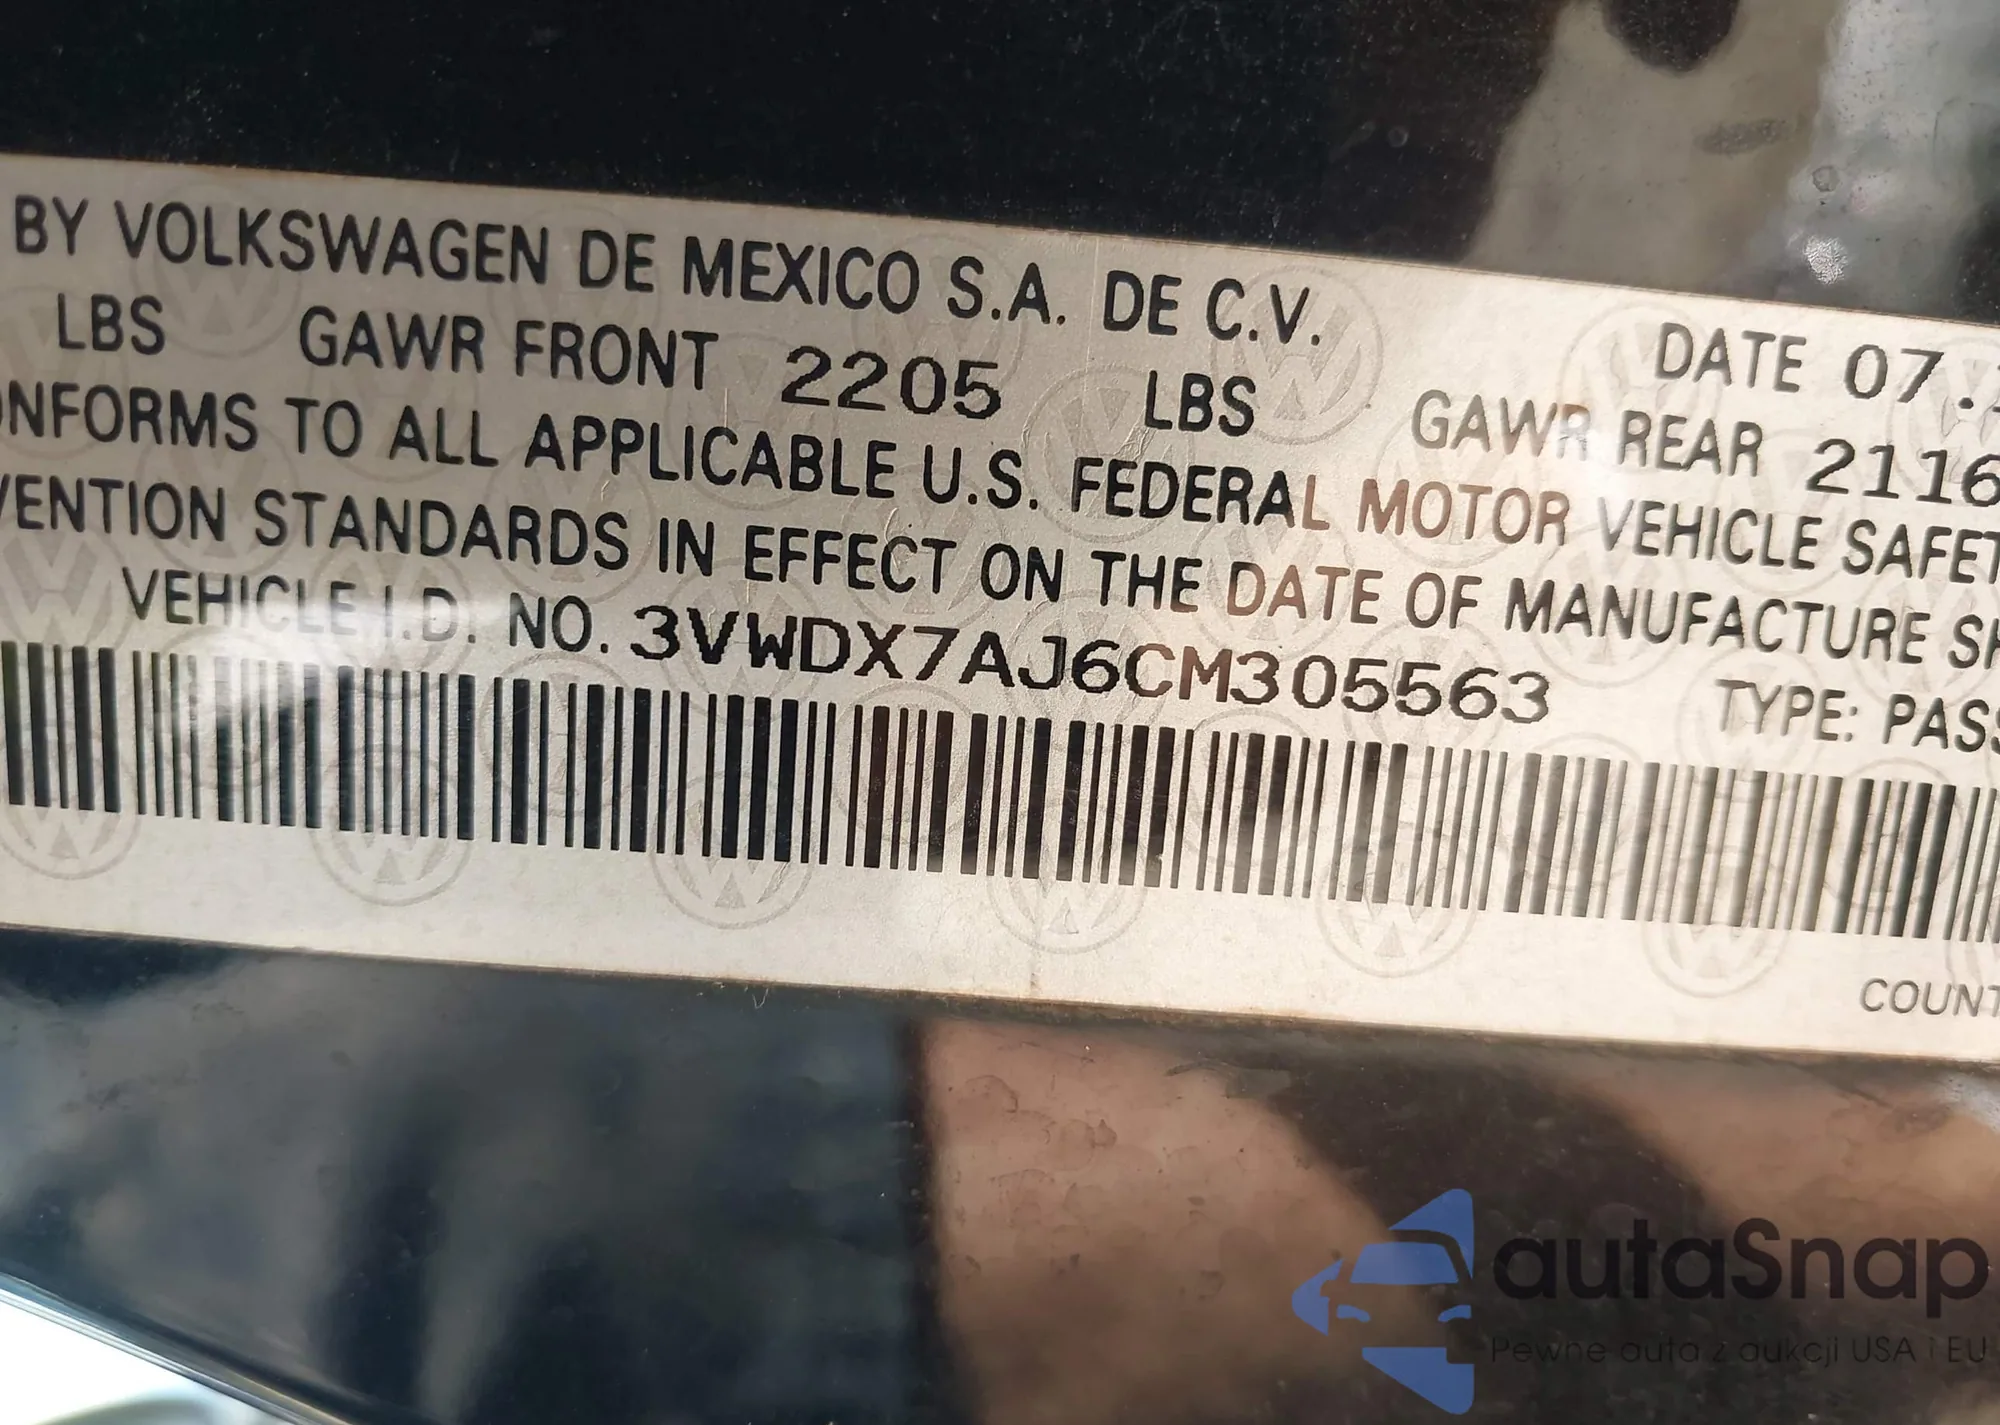 BY VOLKSWAGEN DE MEXICO S.A. DE C.V. DATE 07.
LBS GAWR FRONT 2205 LBS GAWR REAR 2116
ONFORMS TO ALL APPLICABLE U.S. FEDERAL MOTOR VEHICLE SAFET
VENTION STANDARDS IN EFFECT ON THE DATE OF MANUFACTURE SH
VEHICLE I.D. NO. 3VWDX7AJ6CM305563 TYPE: PASS
COUNT
autaSnap
Pewne auta z aukcji USA i EU